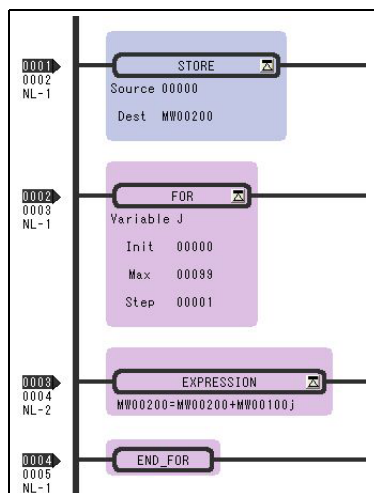 0001 STORE
0002
NL-1 Source 00000
Dest MW00200
0002 FOR
0003
NL-1 Variable J
Init 00000
Max 00099
Step 00001
0003 EXPRESSION
0004
NL-2 MW00200=MW00200+MW00100j
0004 END_FOR
0005
NL-1